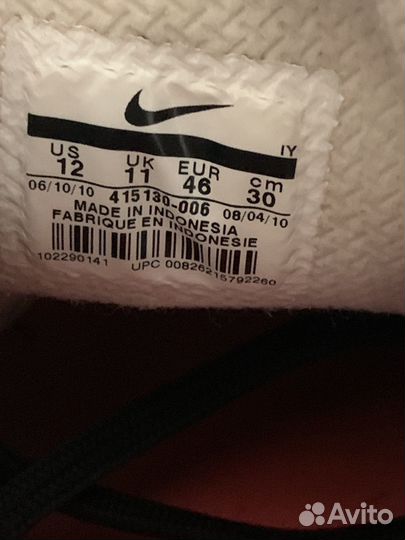 IY
US UK EUR cm
12 11 46 30
06/10/10 415130-006 08/04/10
MADE IN INDONESIA
FABRIQUE EN INDONESIE
102290141 UPC 00826215792260
Avito